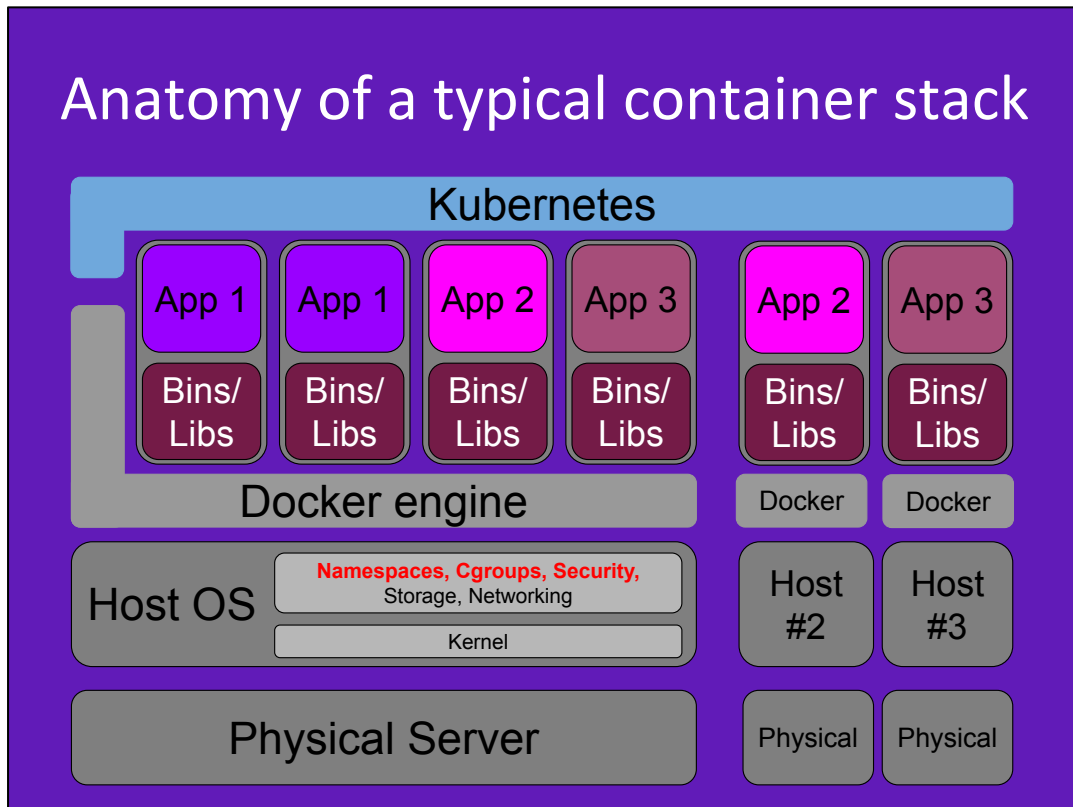 Anatomy of a typical container stack
Kubernetes
App 1
App 1
App 2
App 3
App 2
App 3
Bins/
Libs
Bins/
Libs
Bins/
Libs
Bins/
Libs
Bins/
Libs
Bins/
Libs
Docker engine
Docker
Docker
Host OS
Namespaces, Cgroups, Security,
Storage, Networking
Kernel
Host
#2
Host
#3
Physical Server
Physical
Physical